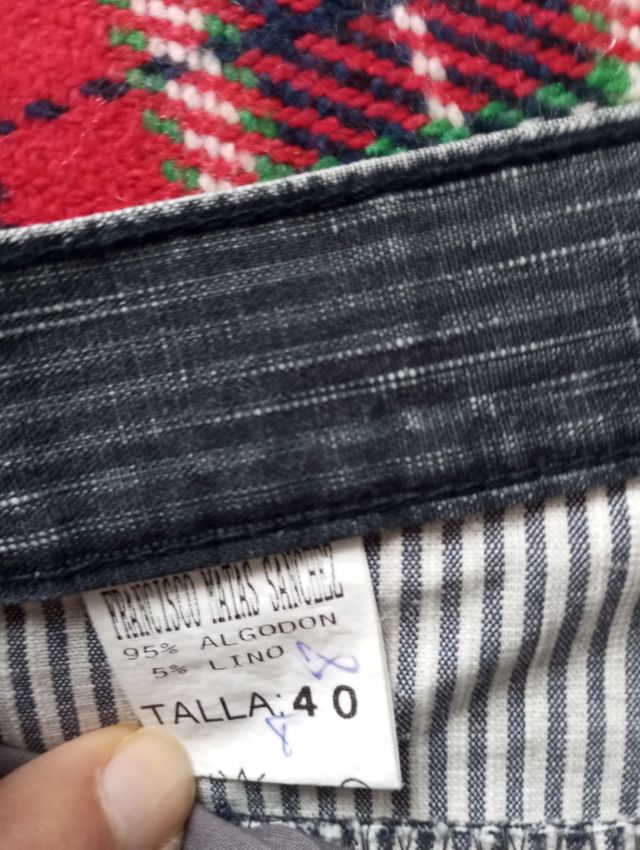 FRANCISCO MATAS SANCHEZ
95% ALGODON
5% LINO
TALLA: 40